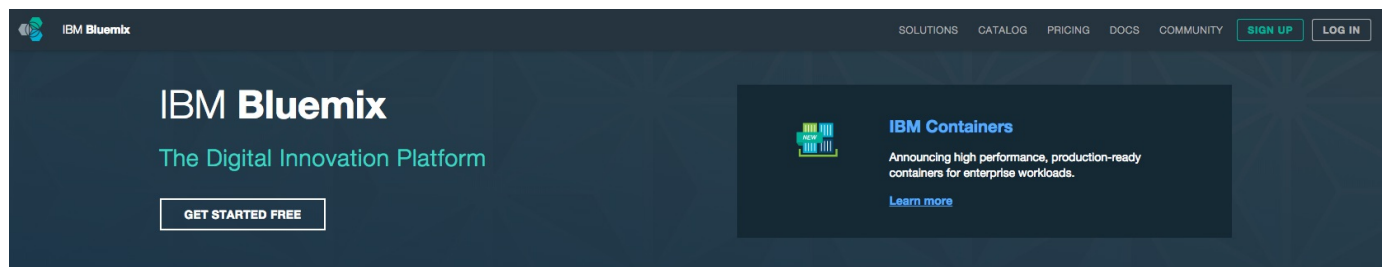 IBM Bluemix
SOLUTIONS CATALOG PRICING DOCS COMMUNITY SIGN UP LOG IN
IBM Bluemix
The Digital Innovation Platform
GET STARTED FREE
NEW
IBM Containers
Announcing high performance, production-ready
containers for enterprise workloads.
Learn more